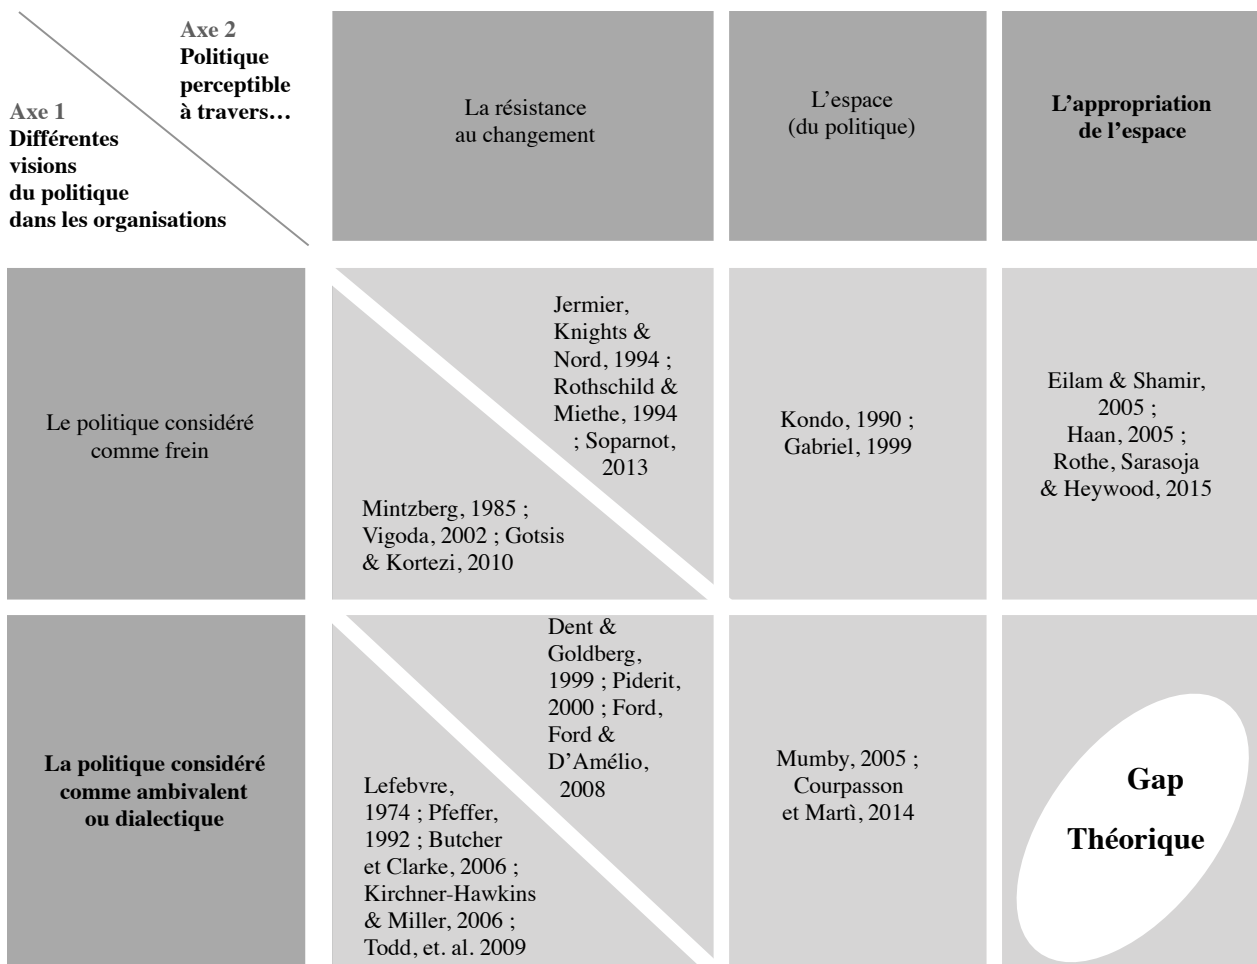 Axe 2
Politique
perceptible
à travers…
Axe 1
Différentes
visions
du politique
dans les organisations
La résistance
au changement
L’espace
(du politique)
L’appropriation
de l’espace
Le politique considéré
comme frein
Jermier,
Knights &
Nord, 1994 ;
Rothschild &
Miethe, 1994
; Soparnot,
2013
Mintzberg, 1985 ;
Vigoda, 2002 ; Gotsis
& Kortezi, 2010
Kondo, 1990 ;
Gabriel, 1999
Eilam & Shamir,
2005 ;
Haan, 2005 ;
Rothe, Sarasoja
& Heywood, 2015
La politique considéré
comme ambivalent
ou dialectique
Dent &
Goldberg,
1999 ; Piderit,
2000 ; Ford,
Ford &
D’Amélio,
2008
Lefebvre,
1974 ; Pfeffer,
1992 ; Butcher
et Clarke, 2006 ;
Kirchner-Hawkins
& Miller, 2006 ;
Todd, et. al. 2009
Mumby, 2005 ;
Courpasson
et Martì, 2014
Gap
Théorique